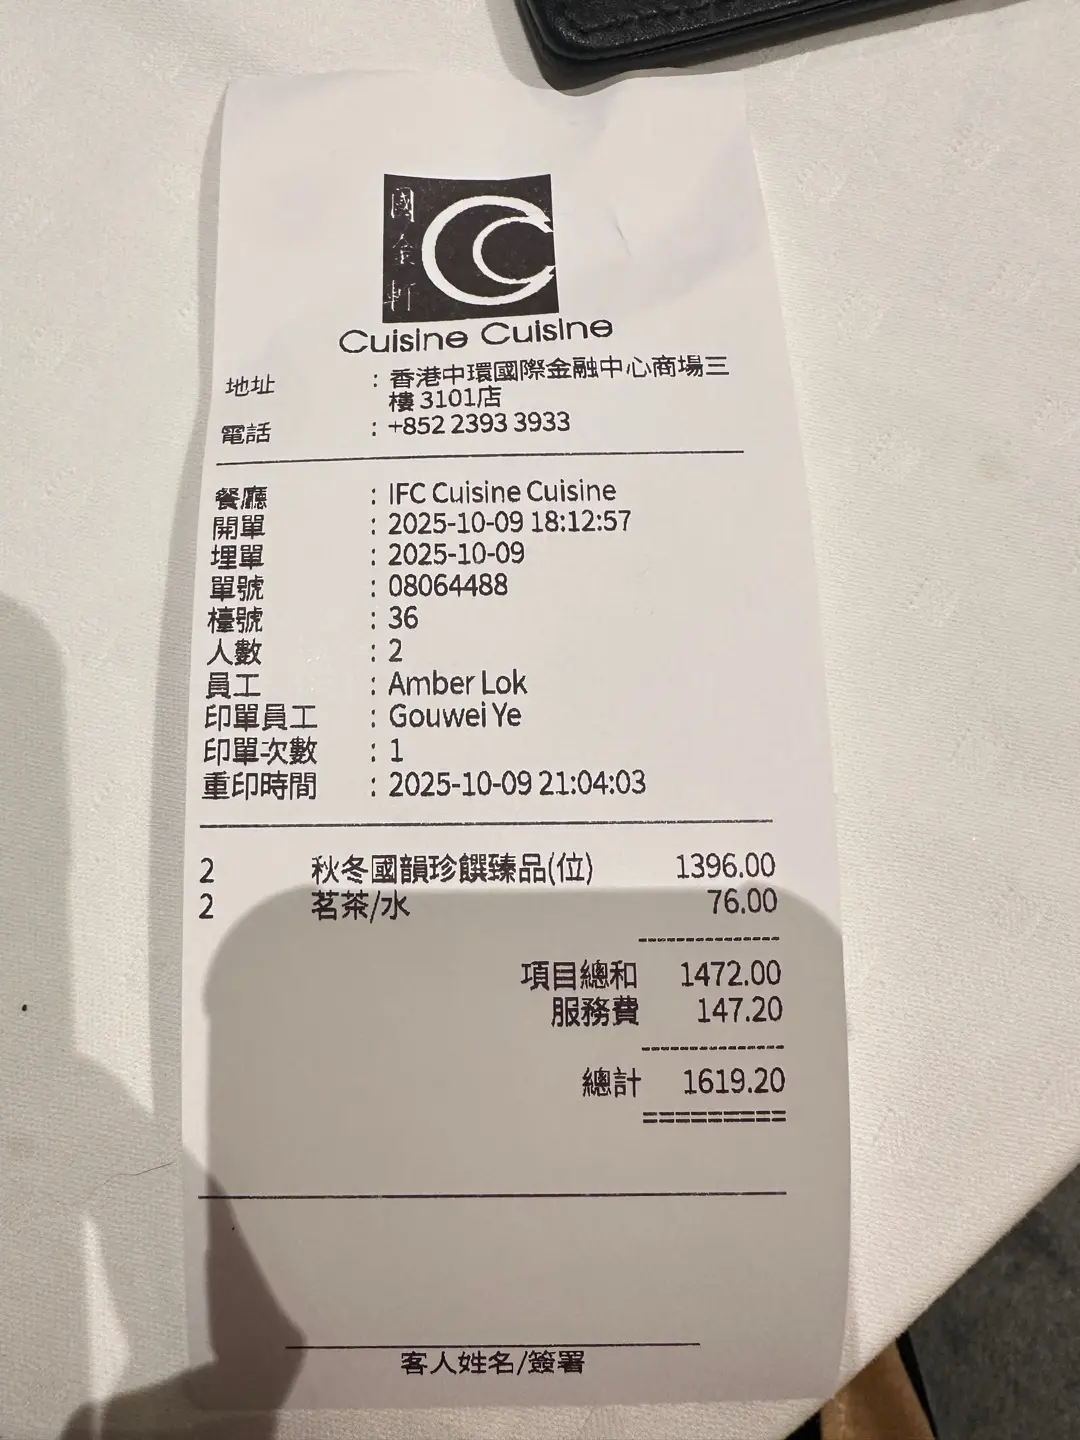 國金軒
Cuisine Cuisine
地址 : 香港中環國際金融中心商場三
樓 3101店
電話 : +852 2393 3933
餐廳 : IFC Cuisine Cuisine
開單 : 2025-10-09 18:12:57
埋單 : 2025-10-09
單號 : 08064488
檯號 : 36
人數 : 2
員工 : Amber Lok
印單員工 : Gouwei Ye
印單次數 : 1
重印時間 : 2025-10-09 21:04:03
2 秋冬國韻珍饌臻品(位) 1396.00
2 茗茶/水 76.00
--------------
項目總和 1472.00
服務費 147.20
--------------
總計 1619.20
=========
客人姓名/簽署